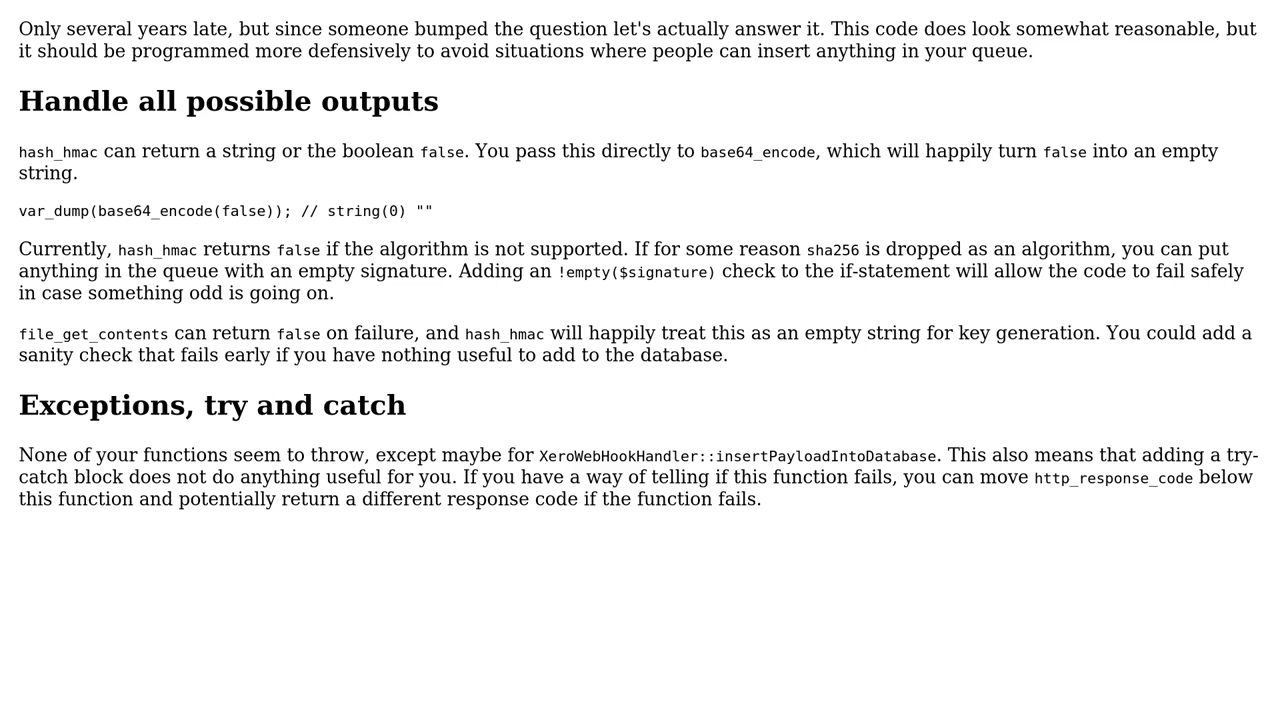 Only several years late, but since someone bumped the question let's actually answer it. This code does look somewhat reasonable, but
it should be programmed more defensively to avoid situations where people can insert anything in your queue.
Handle all possible outputs
hash_hmac can return a string or the boolean false. You pass this directly to base64_encode, which will happily turn false into an empty
string.
var_dump(base64_encode(false)); // string(0) ""
Currently, hash_hmac returns false if the algorithm is not supported. If for some reason sha256 is dropped as an algorithm, you can put
anything in the queue with an empty signature. Adding an !empty($signature) check to the if-statement will allow the code to fail safely
in case something odd is going on.
file_get_contents can return false on failure, and hash_hmac will happily treat this as an empty string for key generation. You could add a
sanity check that fails early if you have nothing useful to add to the database.
Exceptions, try and catch
None of your functions seem to throw, except maybe for XeroWebHookHandler::insertPayloadIntoDatabase. This also means that adding a try-
catch block does not do anything useful for you. If you have a way of telling if this function fails, you can move http_response_code below
this function and potentially return a different response code if the function fails.